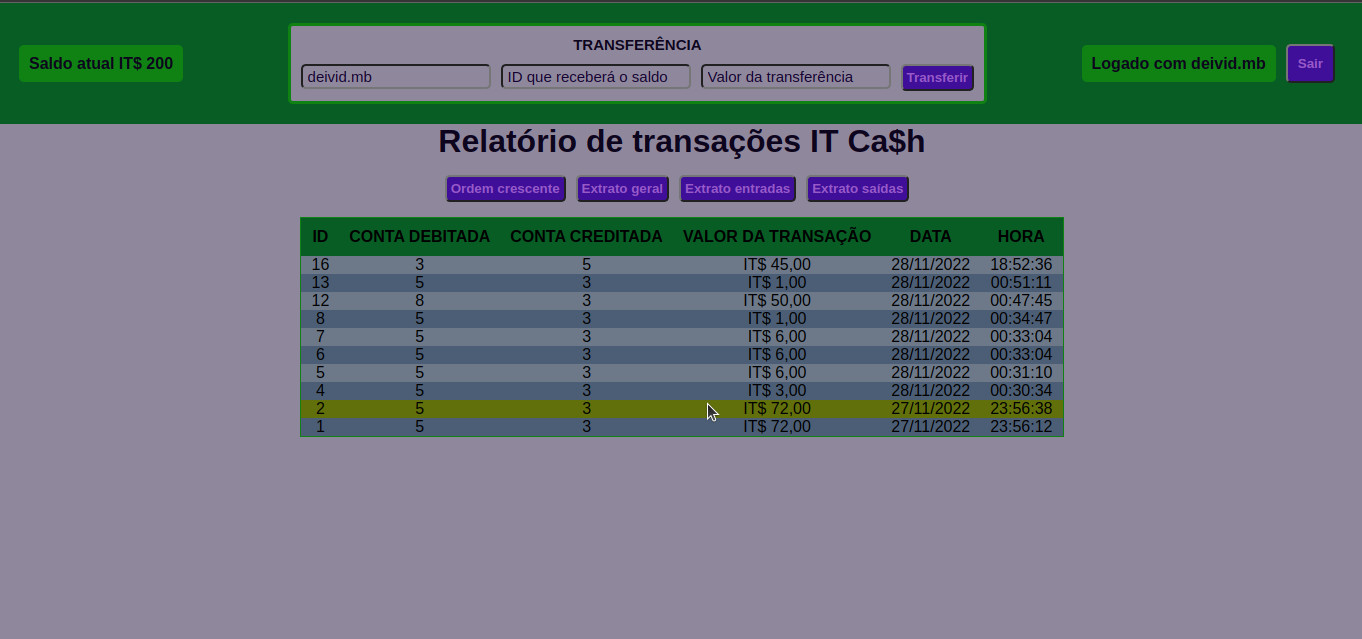 Saldo atual IT$ 200
TRANSFERÊNCIA
deivid.mb ID que receberá o saldo Valor da transferência Transferir
Logado com deivid.mb Sair
Relatório de transações IT Ca$h
Ordem crescente Extrato geral Extrato entradas Extrato saídas
ID CONTA DEBITADA CONTA CREDITADA VALOR DA TRANSAÇÃO DATA HORA
16 3 5 IT$ 45,00 28/11/2022 18:52:36
13 5 3 IT$ 1,00 28/11/2022 00:51:11
12 8 3 IT$ 50,00 28/11/2022 00:47:45
8 5 3 IT$ 1,00 28/11/2022 00:34:47
7 5 3 IT$ 6,00 28/11/2022 00:33:04
6 5 3 IT$ 6,00 28/11/2022 00:33:04
5 5 3 IT$ 6,00 28/11/2022 00:31:10
4 5 3 IT$ 3,00 28/11/2022 00:30:34
2 5 3 IT$ 72,00 27/11/2022 23:56:38
1 5 3 IT$ 72,00 27/11/2022 23:56:12